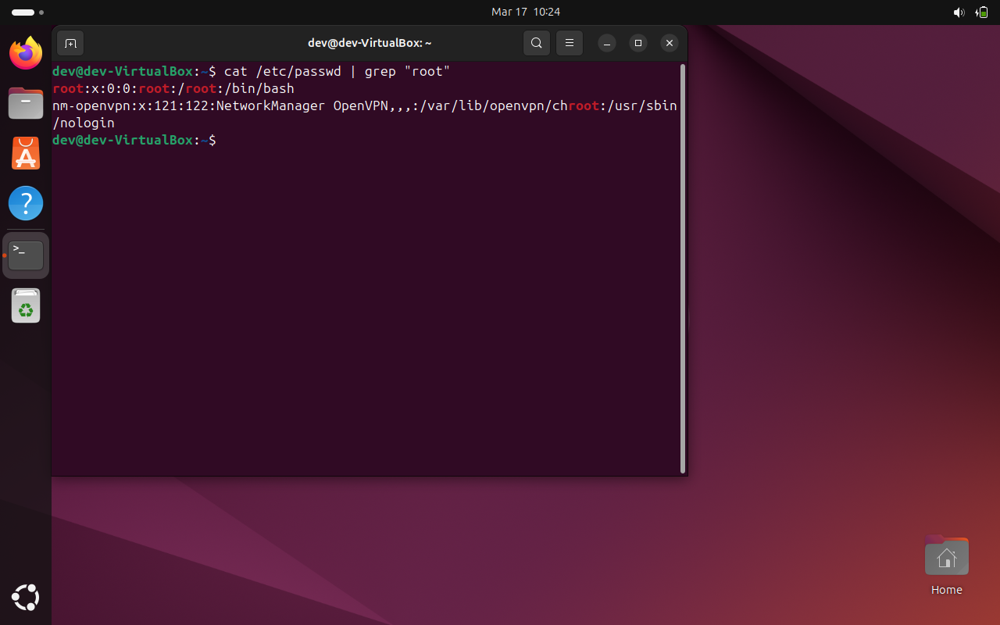 Mar 17 10:24
dev@dev-VirtualBox: ~
dev@dev-VirtualBox:~$ cat /etc/passwd | grep "root"
root:x:0:0:root:/root:/bin/bash
nm-openvpn:x:121:122:NetworkManager OpenVPN,,,:/var/lib/openvpn/chroot:/usr/sbin
/nologin
dev@dev-VirtualBox:~$
>_
Home